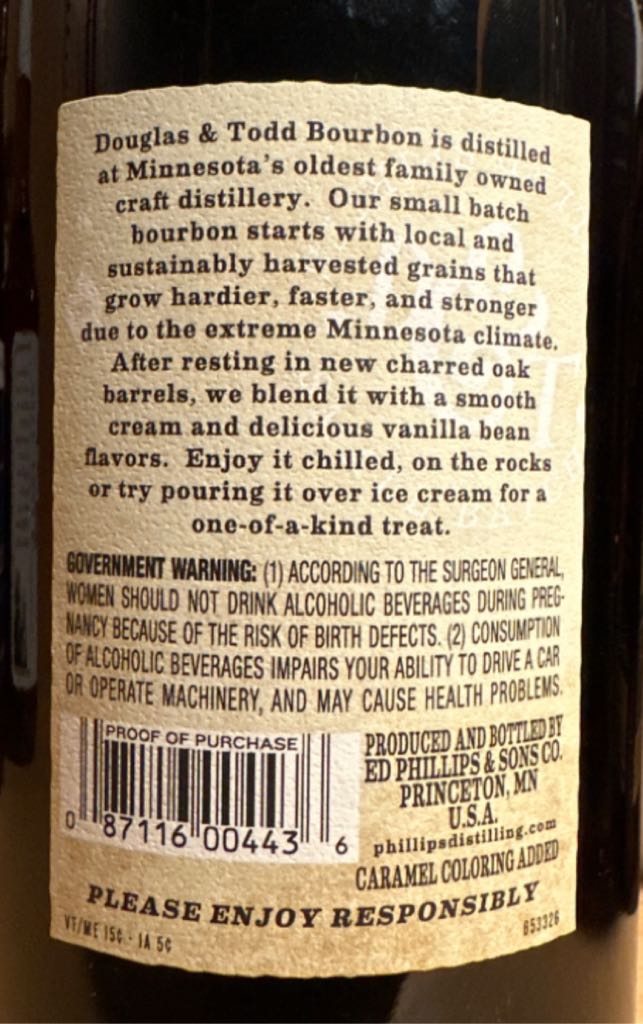 Douglas & Todd Bourbon is distilled
at Minnesota's oldest family owned
craft distillery. Our small batch
bourbon starts with local and
sustainably harvested grains that
grow hardier, faster, and stronger
due to the extreme Minnesota climate.
After resting in new charred oak
barrels, we blend it with a smooth
cream and delicious vanilla bean
flavors. Enjoy it chilled, on the rocks
or try pouring it over ice cream for a
one-of-a-kind treat.
GOVERNMENT WARNING: (1) ACCORDING TO THE SURGEON GENERAL,
WOMEN SHOULD NOT DRINK ALCOHOLIC BEVERAGES DURING PREG-
NANCY BECAUSE OF THE RISK OF BIRTH DEFECTS. (2) CONSUMPTION
OF ALCOHOLIC BEVERAGES IMPAIRS YOUR ABILITY TO DRIVE A CAR
OR OPERATE MACHINERY, AND MAY CAUSE HEALTH PROBLEMS.
PROOF OF PURCHASE
0 87116 00443 6
PRODUCED AND BOTTLED BY
ED PHILLIPS & SONS CO.
PRINCETON, MN
U.S.A.
phillipsdistilling.com
CARAMEL COLORING ADDED
PLEASE ENJOY RESPONSIBLY
VT/ME 15¢ - IA 5¢
853326